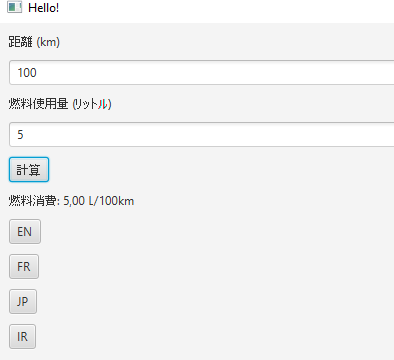 Hello!
距離 (km)
100
燃料使用量 (リットル)
5
計算
燃料消費: 5,00 L/100km
EN
FR
JP
IR